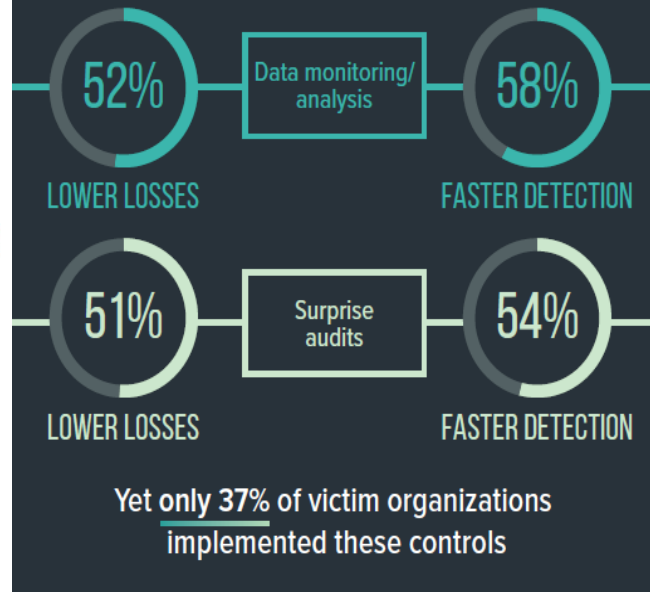 52%
Data monitoring/
analysis
58%
LOWER LOSSES
FASTER DETECTION
51%
Surprise
audits
54%
LOWER LOSSES
FASTER DETECTION
Yet only 37% of victim organizations
implemented these controls